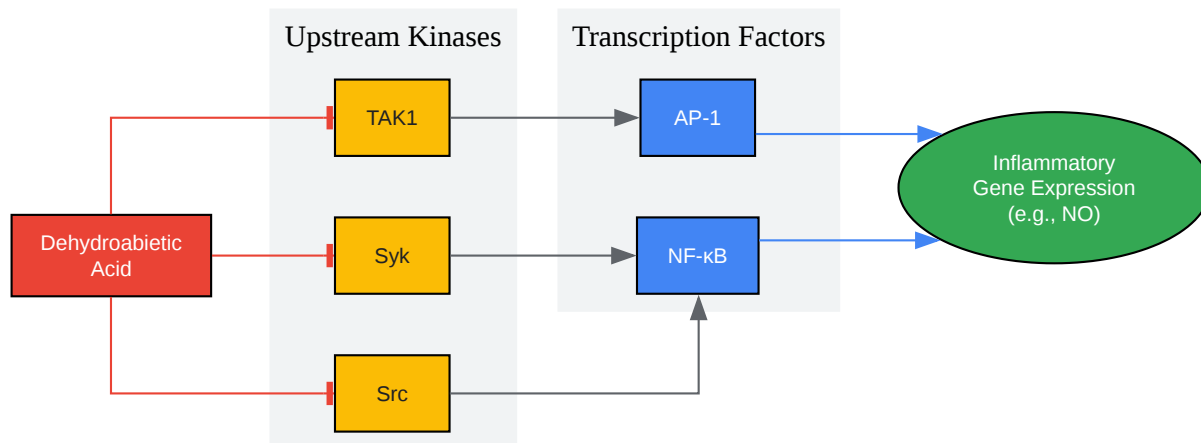 Upstream Kinases
Transcription Factors
TAK1
AP-1
Inflammatory
Gene Expression
(e.g., NO)
Dehydroabietic
Acid
Syk
NF-κB
Src